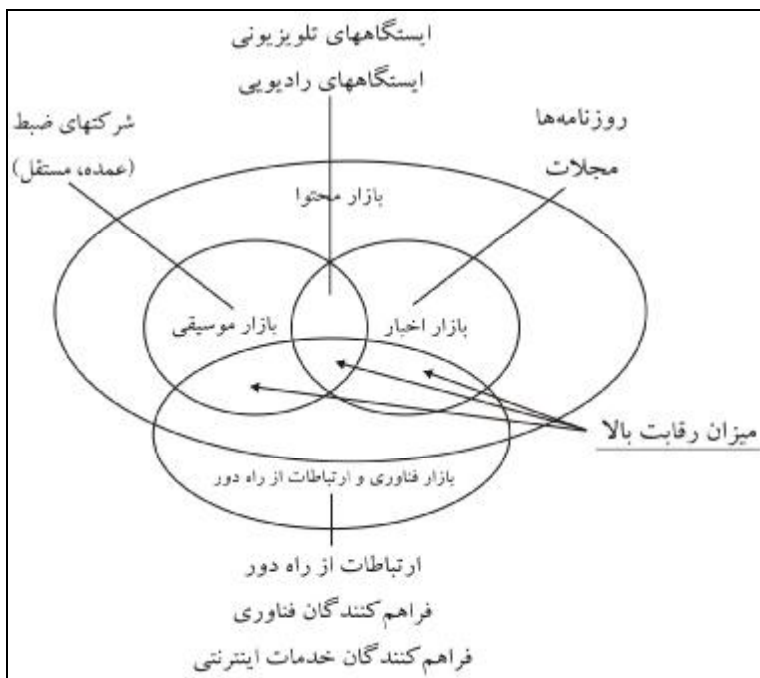 ایستگاههای تلویزیونی
ایستگاههای رادیویی
روزنامه‌ها
مجلات
شرکتهای ضبط
(عمده، مستقل)
بازار محتوا
بازار اخبار
بازار موسیقی
میزان رقابت بالا
بازار فناوری و ارتباطات از راه دور
ارتباطات از راه دور
فراهم‌کنندگان فناوری
فراهم‌کنندگان خدمات اینترنتی